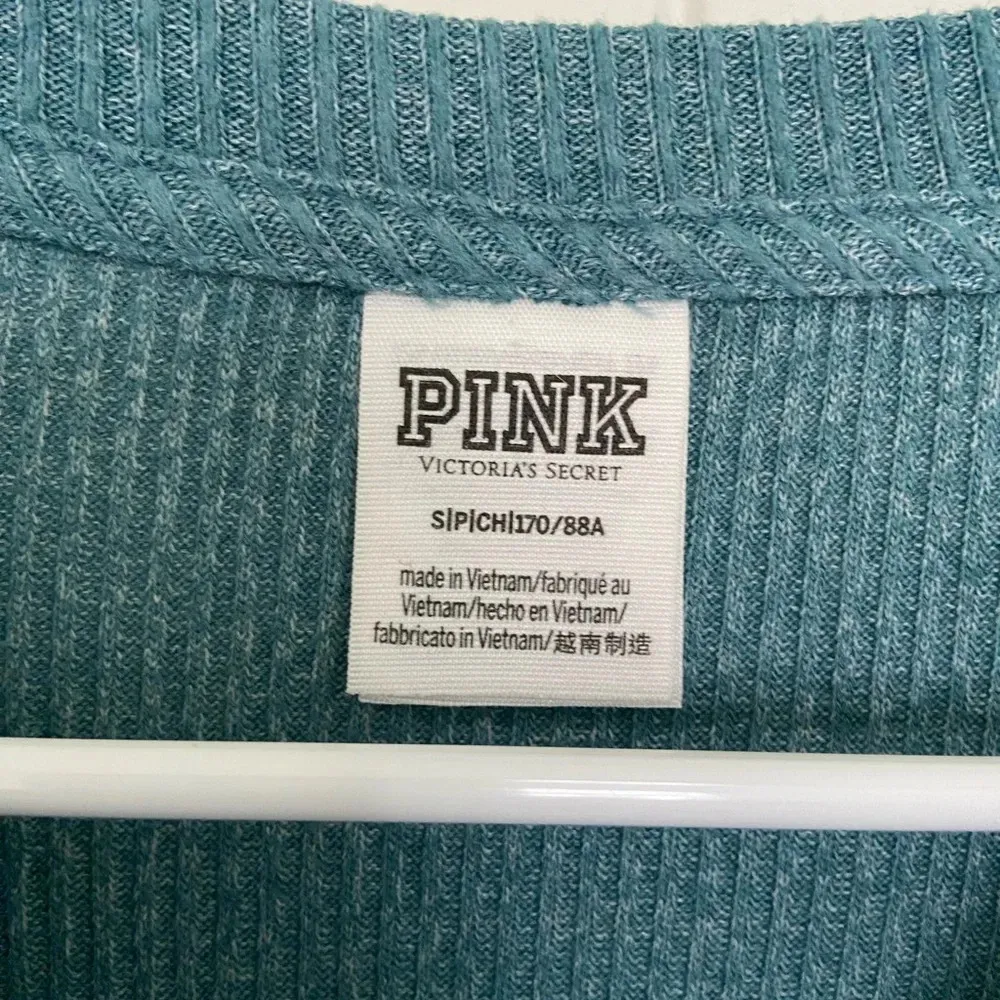 PINK
VICTORIA'S SECRET
S|P|CH|170/88A
made in Vietnam/fabriqué au
Vietnam/hecho en Vietnam/
fabbricato in Vietnam/越南制造